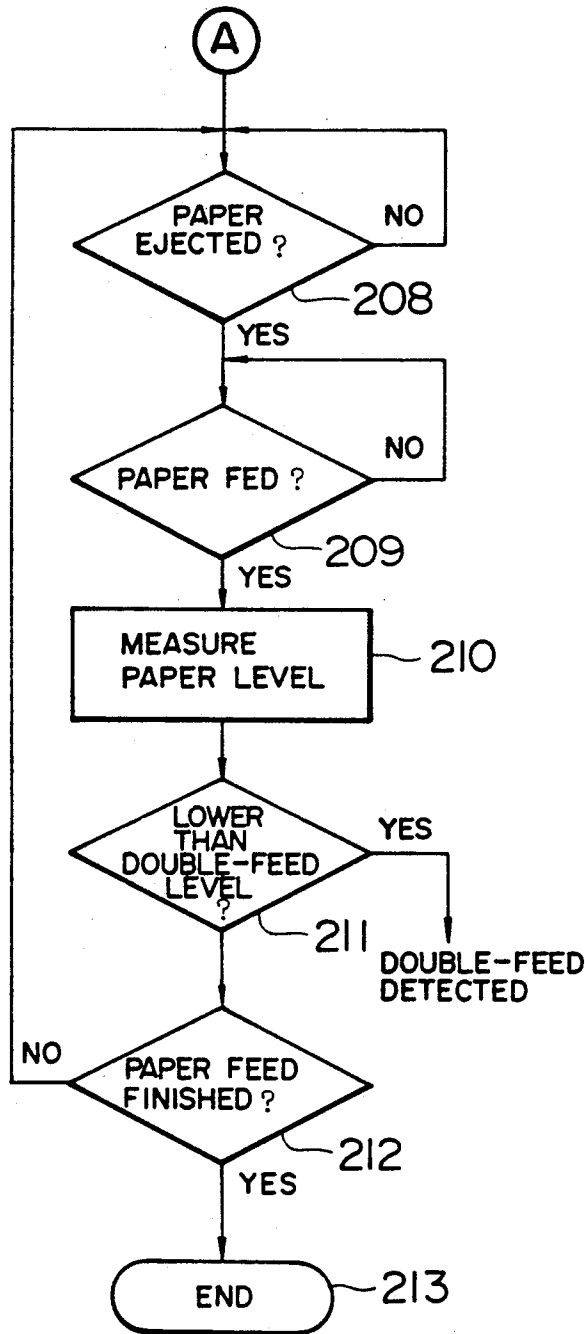 A
PAPER
EJECTED ?
NO
208
YES
NO
PAPER FED ?
209
YES
MEASURE
PAPER LEVEL
210
LOWER
THAN
DOUBLE-FEED
LEVEL
?
YES
211
DOUBLE-FEED
DETECTED
NO
PAPER FEED
FINISHED ?
212
YES
END
213